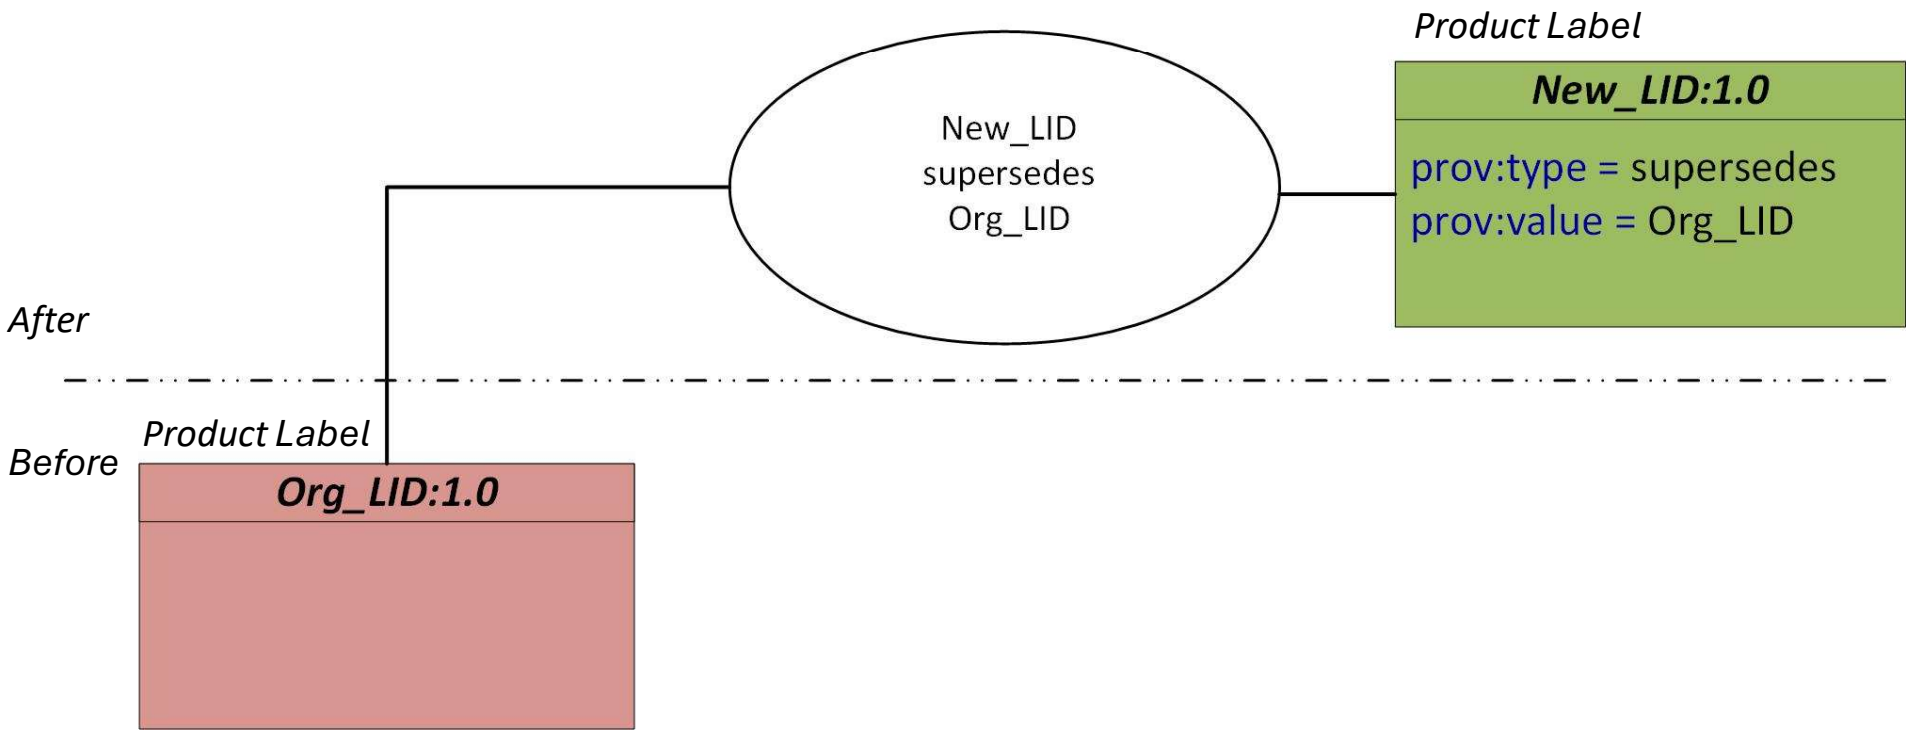 Product Label
New_LID:1.0
New_LID
supersedes
Org_LID
prov:type = supersedes
prov:value = Org_LID
After
Product Label
Before
Org_LID:1.0